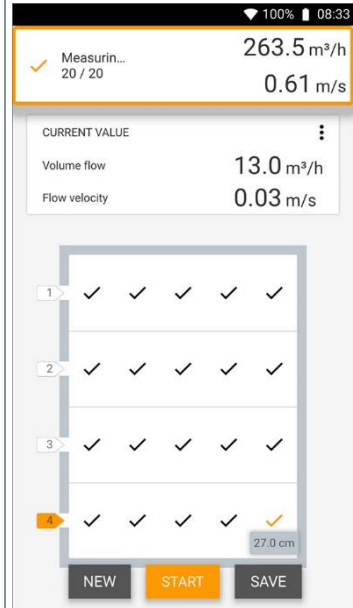 100% 08:33
Measurin... 263.5 m³/h
20 / 20 0.61 m/s
CURRENT VALUE
Volume flow 13.0 m³/h
Flow velocity 0.03 m/s
1
2
3
4
27.0 cm
NEW START SAVE